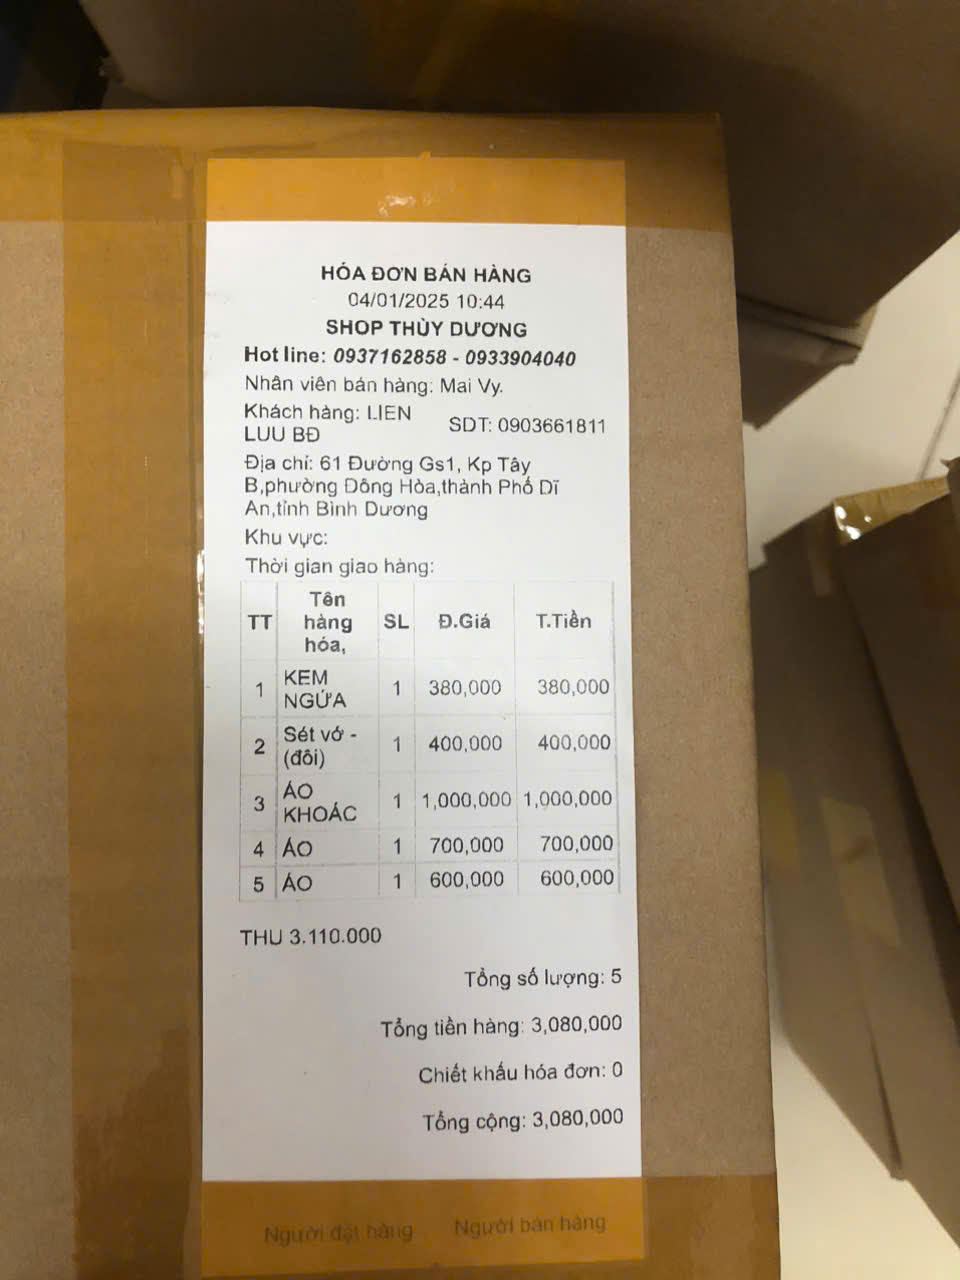 HÓA ĐƠN BÁN HÀNG
04/01/2025 10:44
SHOP THÙY DƯƠNG
Hot line: 0937162858 - 0933904040
Nhân viên bán hàng: Mai Vy.
Khách hàng: LIEN LUU BĐ SDT: 0903661811
Địa chỉ: 61 Đường Gs1, Kp Tây
B,phường Đông Hòa,thành Phố Dĩ
An,tỉnh Bình Dương
Khu vực:
Thời gian giao hàng:
TT Tên hàng hóa, SL Đ.Giá T.Tiền
1 KEM NGỨA 1 380,000 380,000
2 Sét vớ - (đôi) 1 400,000 400,000
3 ÁO KHOÁC 1 1,000,000 1,000,000
4 ÁO 1 700,000 700,000
5 ÁO 1 600,000 600,000
THU 3.110.000
Tổng số lượng: 5
Tổng tiền hàng: 3,080,000
Chiết khấu hóa đơn: 0
Tổng cộng: 3,080,000
Người đặt hàng Người bán hàng